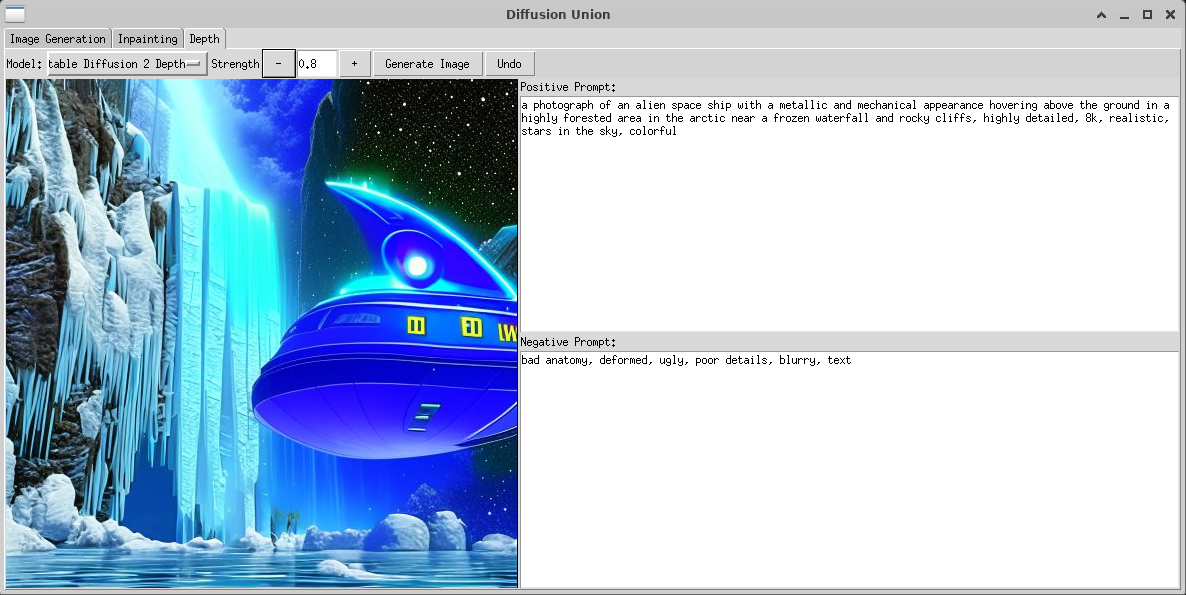 Diffusion Union
Image Generation Inpainting Depth
Model: table Diffusion 2 Depth Strength - 0.8 + Generate Image Undo
Positive Prompt:
a photograph of an alien space ship with a metallic and mechanical appearance hovering above the ground in a
highly forested area in the arctic near a frozen waterfall and rocky cliffs, highly detailed, 8k, realistic,
stars in the sky, colorful
Negative Prompt:
bad anatomy, deformed, ugly, poor details, blurry, text